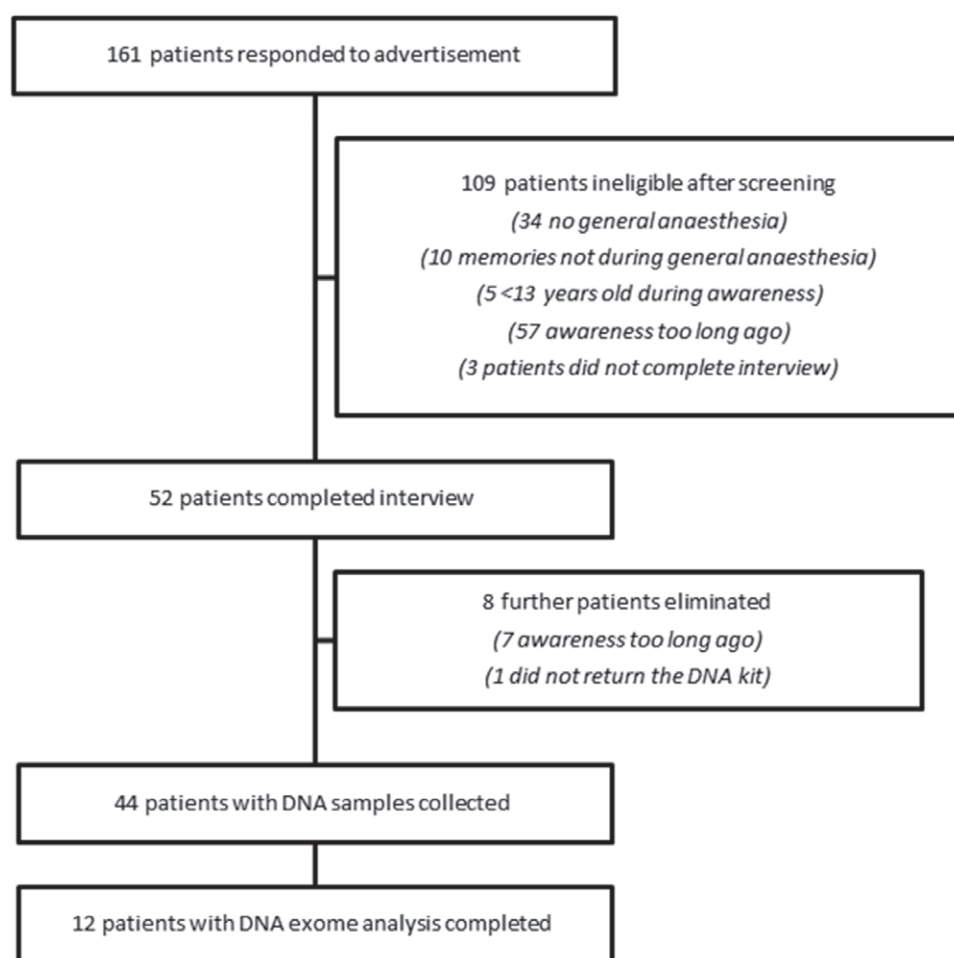 161 patients responded to advertisement
109 patients ineligible after screening
(34 no general anaesthesia)
(10 memories not during general anaesthesia)
(5 <13 years old during awareness)
(57 awareness too long ago)
(3 patients did not complete interview)
52 patients completed interview
8 further patients eliminated
(7 awareness too long ago)
(1 did not return the DNA kit)
44 patients with DNA samples collected
12 patients with DNA exome analysis completed